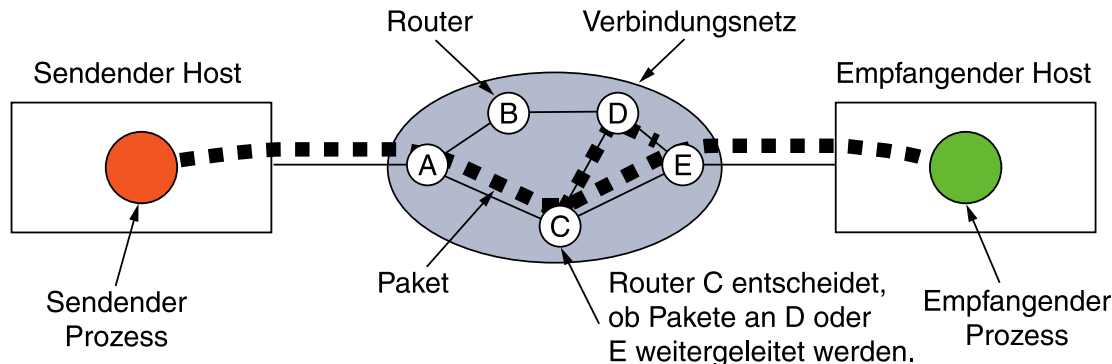 Router
Verbindungsnetz
Sendender Host
Empfangender Host
B
D
A
E
C
Paket
Sendender
Prozess
Router C entscheidet,
ob Pakete an D oder
E weitergeleitet werden.
Empfangender
Prozess